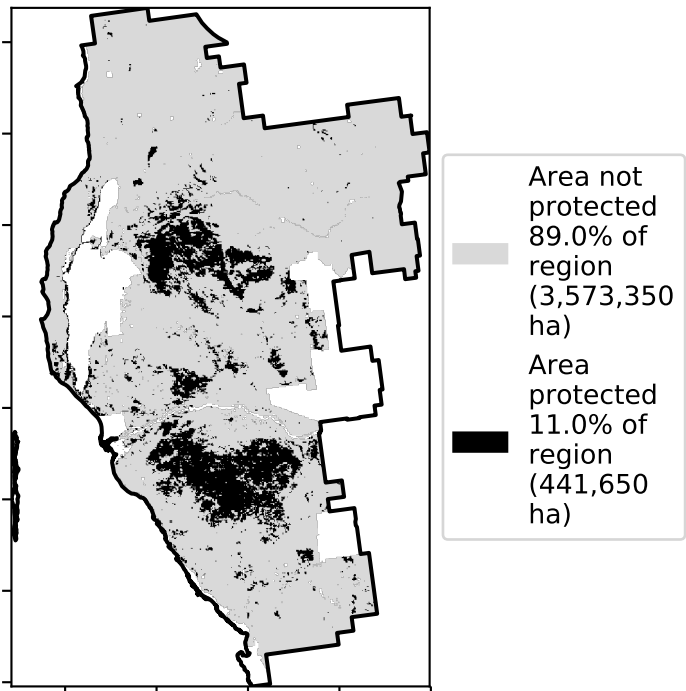 Area not
protected
89.0% of
region
(3,573,350
ha)
Area
protected
11.0% of
region
(441,650
ha)